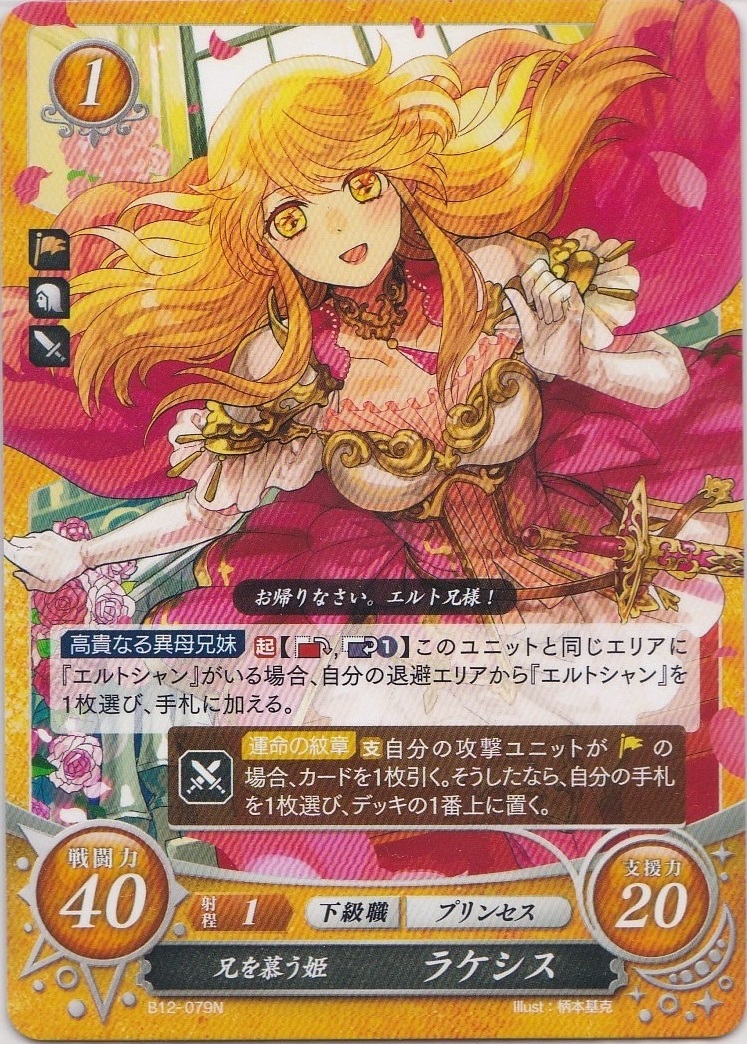 1
お帰りなさい。エルト兄様！
高貴なる異母兄妹 起【 , 1】このユニットと同じエリアに
『エルトシャン』がいる場合、自分の退避エリアから『エルトシャン』を
1枚選び、手札に加える。
運命の紋章 支 自分の攻撃ユニットが の
場合、カードを1枚引く。そうしたなら、自分の手札
を1枚選び、デッキの1番上に置く。
戦闘力
40
射程 1
下級職 プリンセス
支援力
20
兄を慕う姫 ラケシス
B12-079N Illust：柄本基克